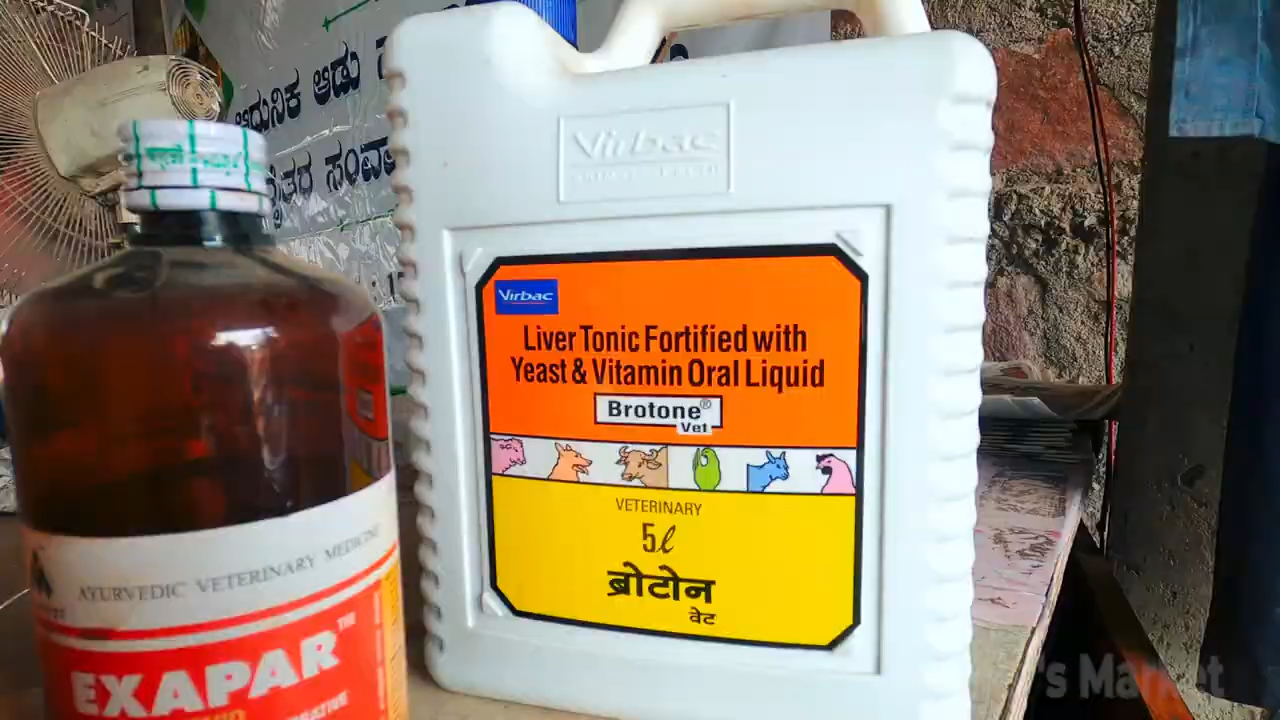 ಆಧುನಿಕ ಆಡು
ಸಂವಾ
Virbac
Virbac
Liver Tonic Fortified with
Yeast & Vitamin Oral Liquid
Brotone®
Vet
VETERINARY
5ℓ
ब्रोटोन
वेट
AYURVEDIC VETERINARY MEDICINE
EXAPAR™
's Market